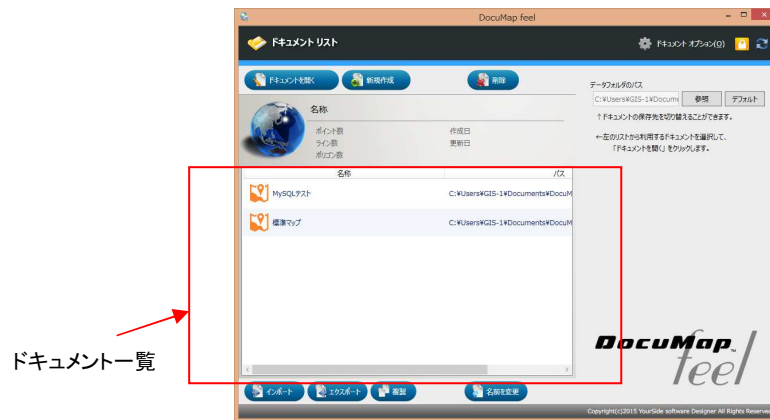 DocuMap feel
ドキュメント リスト
ドキュメント オプション(O)
ドキュメントを開く 新規作成 削除
データフォルダのパス
C:¥Users¥GIS-1¥Docum 参照 デフォルト
↑ドキュメントの保存先を切り替えることができます。
←左のリストから利用するドキュメントを選択して、
「ドキュメントを開く」をクリックします。
名称
ポイント数 作成日
ライン数 更新日
ポリゴン数
名称 パス
MySQLテスト C:¥Users¥GIS-1¥Documents¥DocuM
標準マップ C:¥Users¥GIS-1¥Documents¥DocuM
ドキュメント一覧
DocuMap
feel
インポート エクスポート 複製 名前を変更
Copyright(c)2015 YourSide software Designer All Rights Reserve